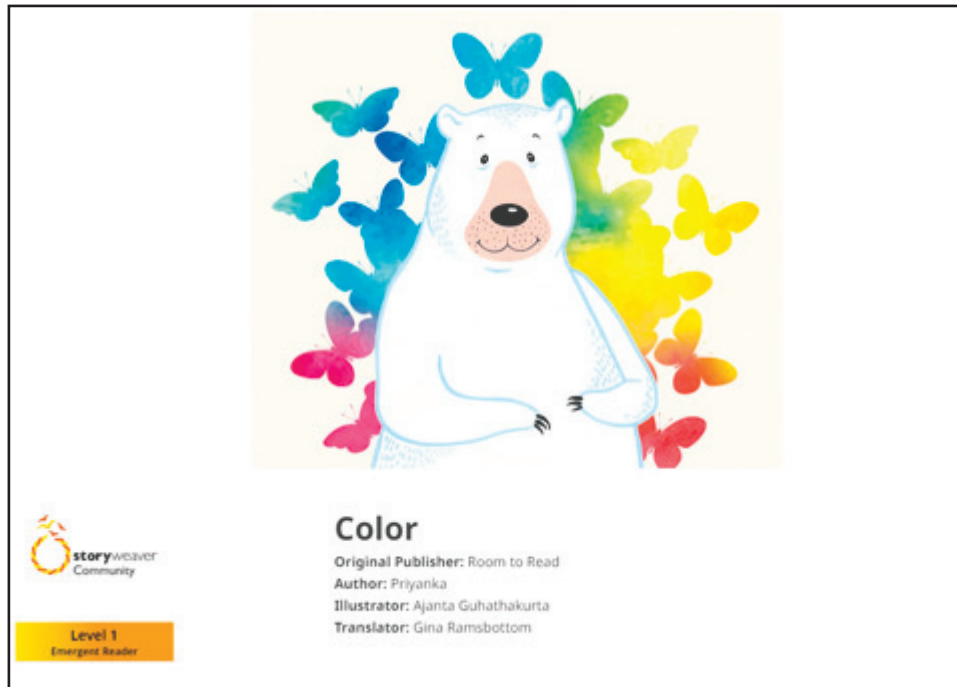 Color
Original Publisher: Room to Read
Author: Priyanka
Illustrator: Ajanta Guhathakurta
Translator: Gina Ramsbottom
storyweaver
Community
Level 1
Emergent Reader